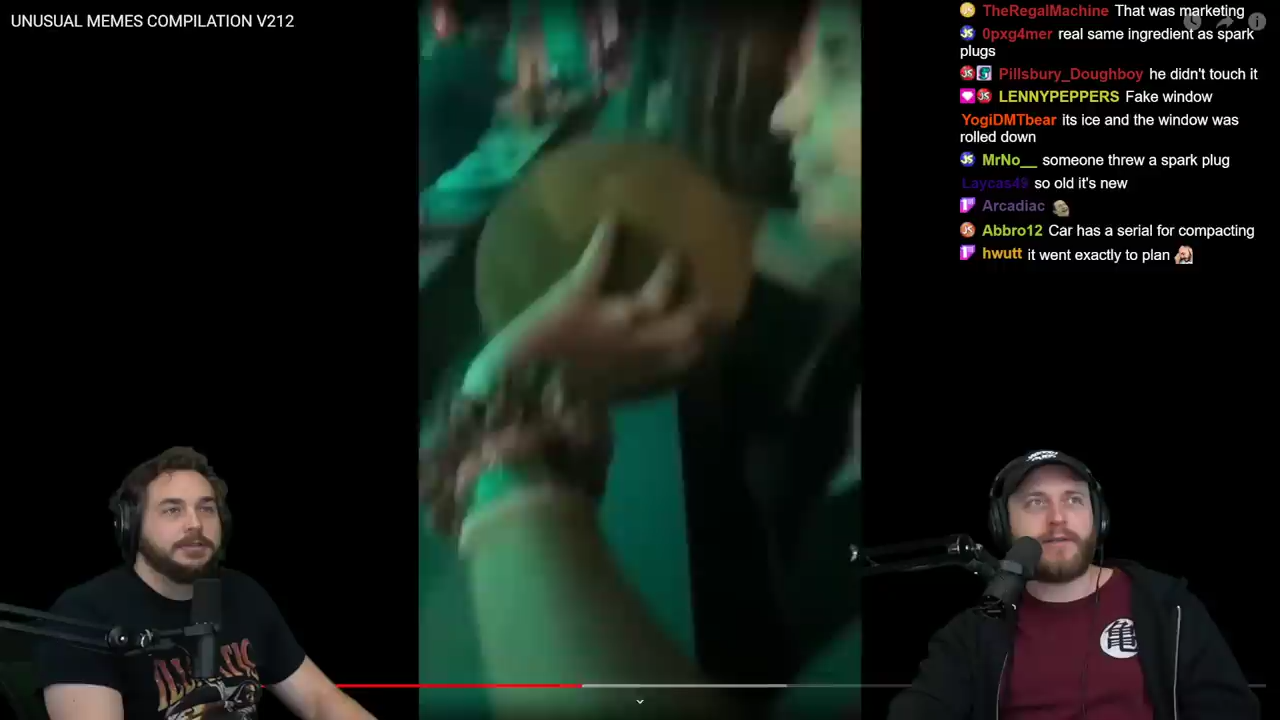 UNUSUAL MEMES COMPILATION V212
TheRegalMachine That was marketing
0pxg4mer real same ingredient as spark
plugs
Pillsbury_Doughboy he didn't touch it
LENNYPEPPERS Fake window
YogiDMTbear its ice and the window was
rolled down
MrNo__ someone threw a spark plug
Laycas49 so old it's new
Arcadiac
Abbro12 Car has a serial for compacting
hwutt it went exactly to plan
亀